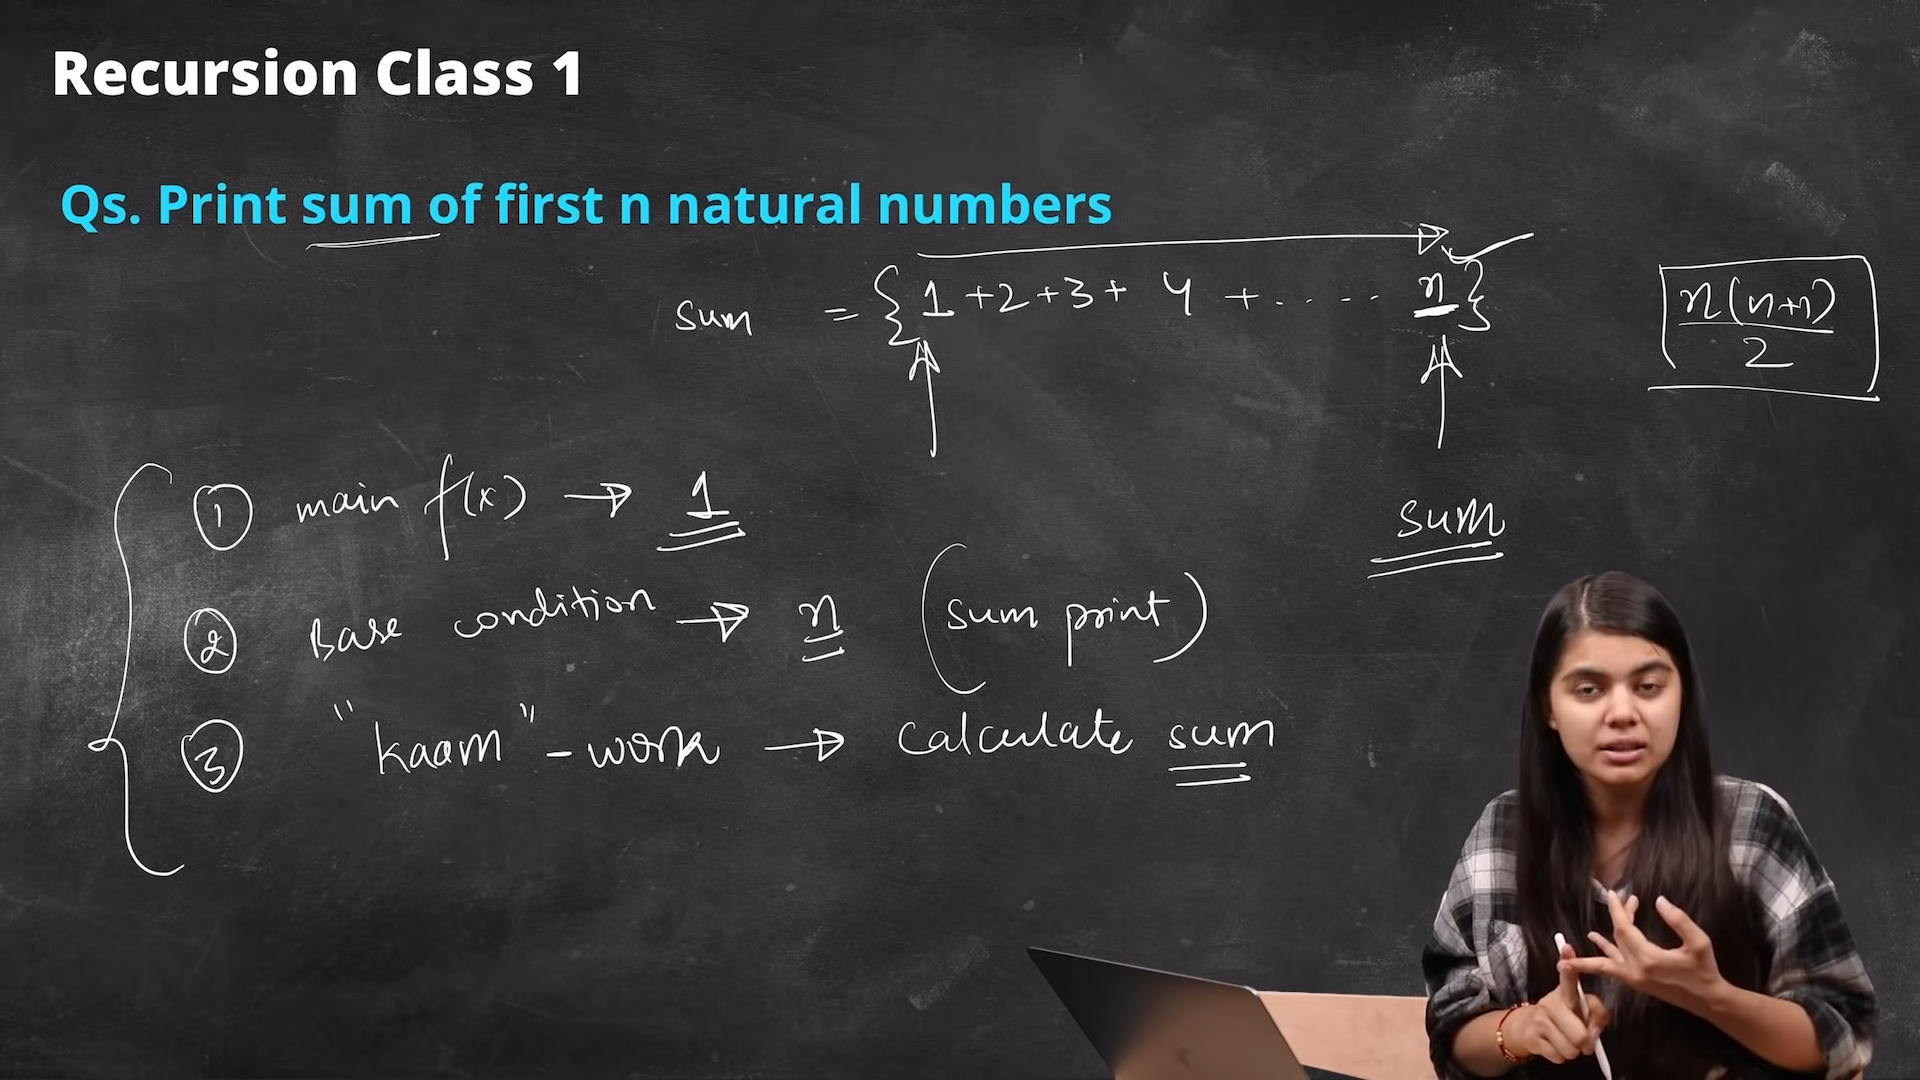 Recursion Class 1
Qs. Print sum of first n natural numbers
sum = {1 +2+3+ 4 + . . . . . n}
n(n+1)
2
① main f(x) → 1
sum
② Base condition → n (sum print)
③ "kaam" - work → calculate sum